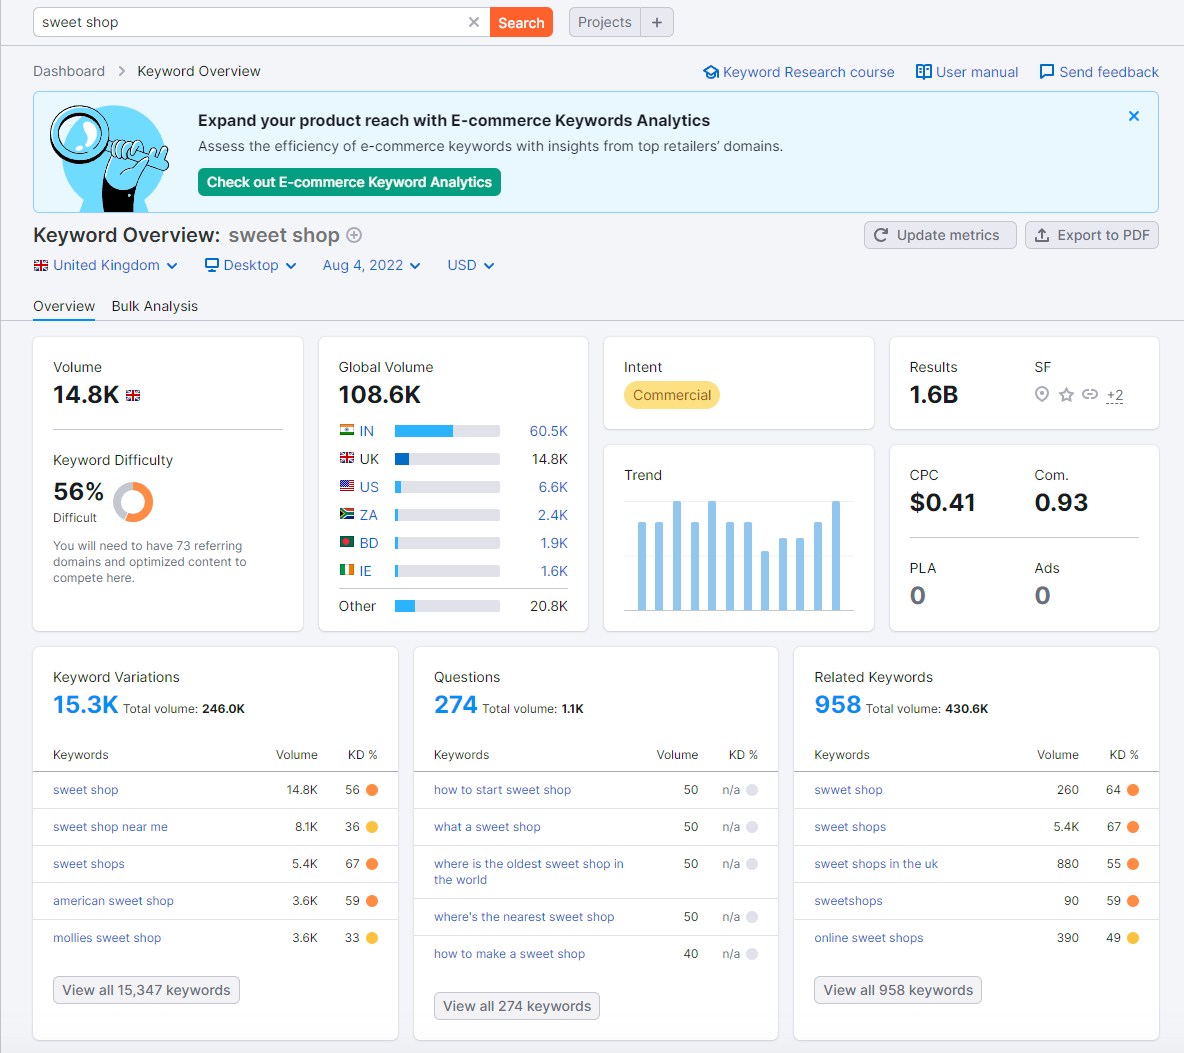 sweet shop
Search
Projects
+
Dashboard
Keyword Overview
Keyword Research course
User manual
Send feedback
Expand your product reach with E-commerce Keywords Analytics
Assess the efficiency of e-commerce keywords with insights from top retailers’ domains.
Check out E-commerce Keyword Analytics
Keyword Overview: sweet shop
Update metrics
Export to PDF
United Kingdom
Desktop
Aug 4, 2022
USD
Overview
Bulk Analysis
Volume
14.8K
Keyword Difficulty
56%
Difficult
You will need to have 73 referring
domains and optimized content to
compete here.
Global Volume
108.6K
IN 60.5K
UK 14.8K
US 6.6K
ZA 2.4K
BD 1.9K
IE 1.6K
Other 20.8K
Intent
Commercial
Trend
Results
1.6B
SF
+2
CPC
$0.41
Com.
0.93
PLA
0
Ads
0
Keyword Variations
15.3K Total volume: 246.0K
Keywords Volume KD %
sweet shop 14.8K 56
sweet shop near me 8.1K 36
sweet shops 5.4K 67
american sweet shop 3.6K 59
mollies sweet shop 3.6K 33
View all 15,347 keywords
Questions
274 Total volume: 1.1K
Keywords Volume KD %
how to start sweet shop 50 n/a
what a sweet shop 50 n/a
where is the oldest sweet shop in 50 n/a
the world
where's the nearest sweet shop 50 n/a
how to make a sweet shop 40 n/a
View all 274 keywords
Related Keywords
958 Total volume: 430.6K
Keywords Volume KD %
swwet shop 260 64
sweet shops 5.4K 67
sweet shops in the uk 880 55
sweetshops 90 59
online sweet shops 390 49
View all 958 keywords